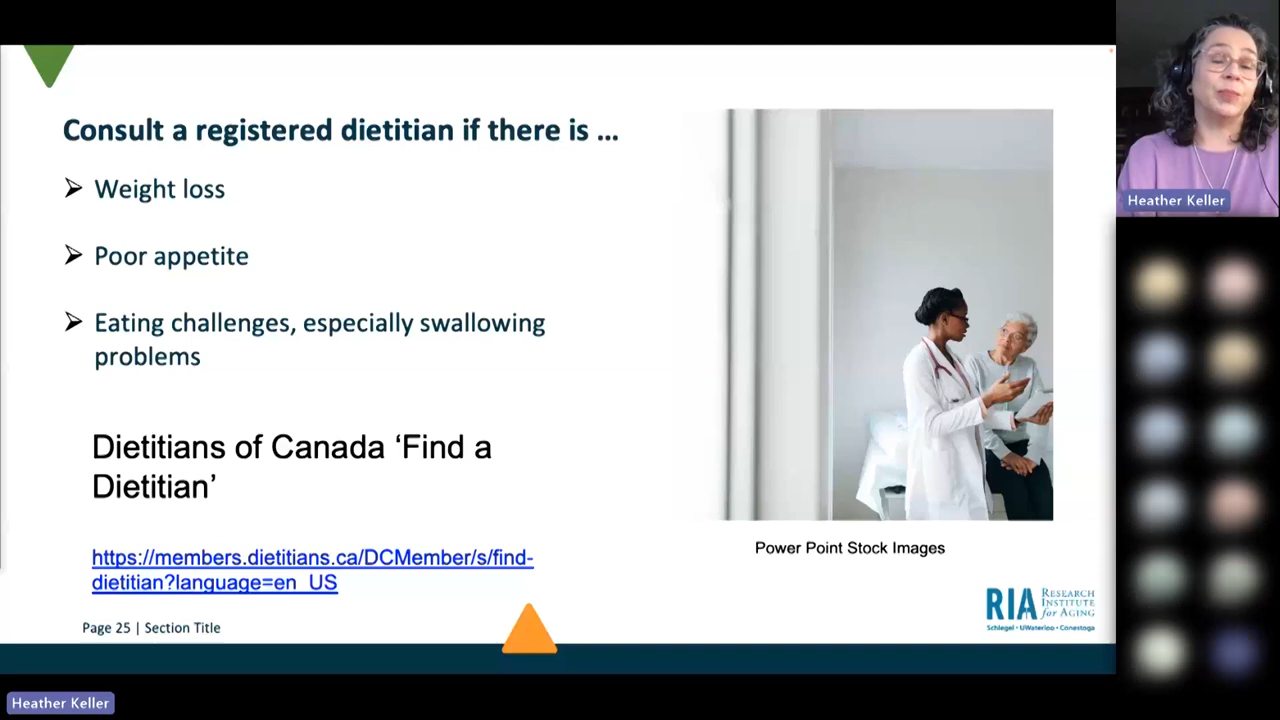 Consult a registered dietitian if there is ...
Weight loss
Poor appetite
Eating challenges, especially swallowing
problems
Dietitians of Canada ‘Find a
Dietitian’
https://members.dietitians.ca/DCMember/s/find-
dietitian?language=en_US
Page 25 | Section Title
Power Point Stock Images
RIA RESEARCH
INSTITUTE
for AGING
Schlegel • UWaterloo • Conestoga
Heather Keller
Heather Keller